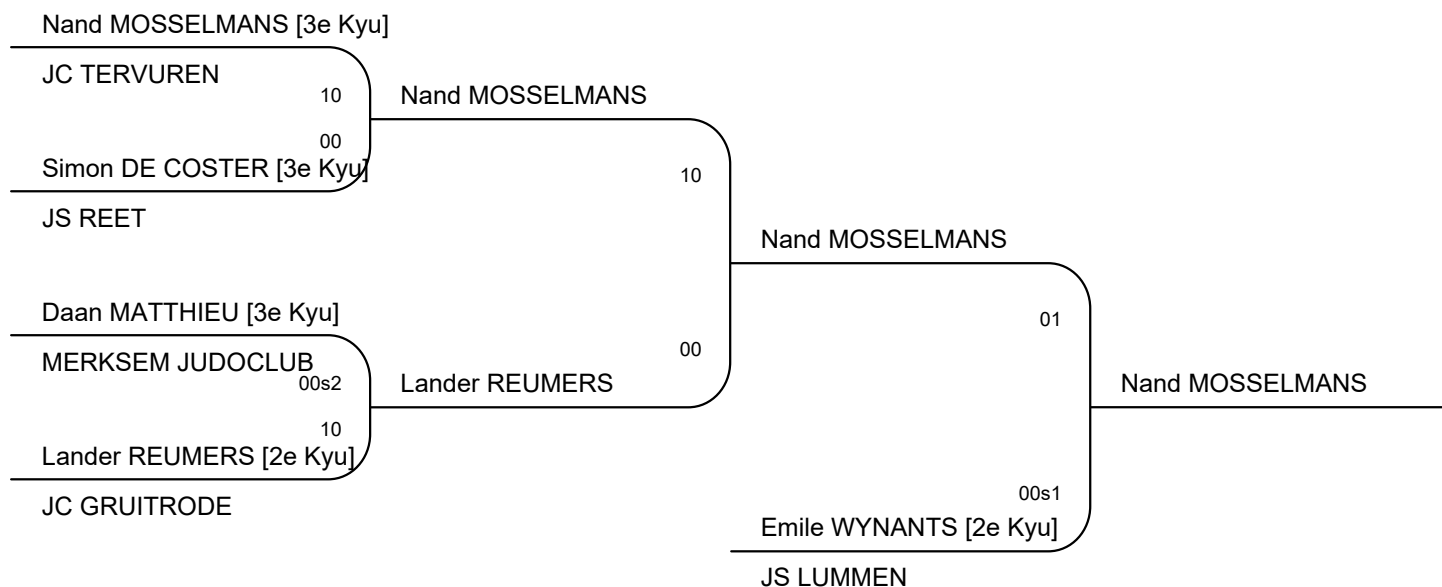 Nand MOSSELMANS [3e Kyu]
JC TERVUREN
10
Nand MOSSELMANS
00
Simon DE COSTER [3e Kyu]
10
JS REET
Nand MOSSELMANS
Daan MATTHIEU [3e Kyu]
01
MERKSEM JUDOCLUB
00
00s2
Lander REUMERS
Nand MOSSELMANS
10
Lander REUMERS [2e Kyu]
JC GRUITRODE
00s1
Emile WYNANTS [2e Kyu]
JS LUMMEN